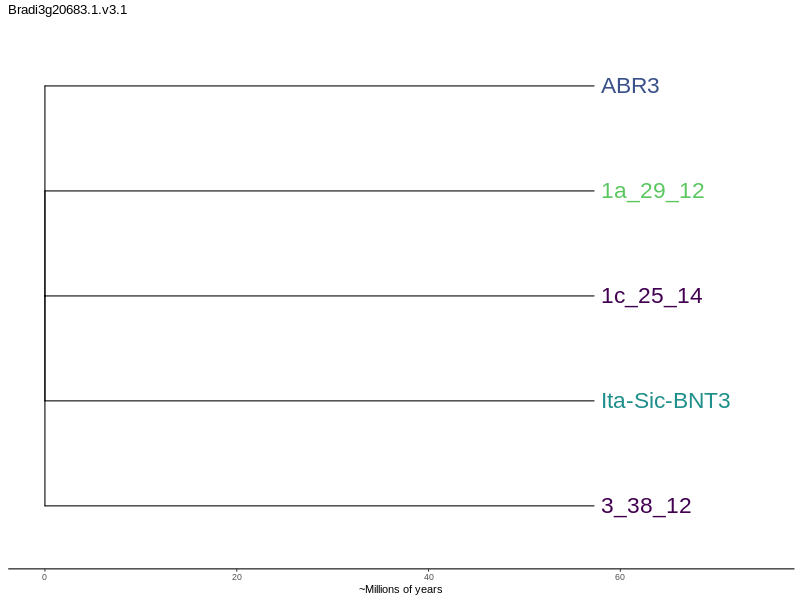 Bradi3g20683.1.v3.1
ABR3
1a_29_12
1c_25_14
Ita-Sic-BNT3
3_38_12
0 20 40 60
~Millions of years